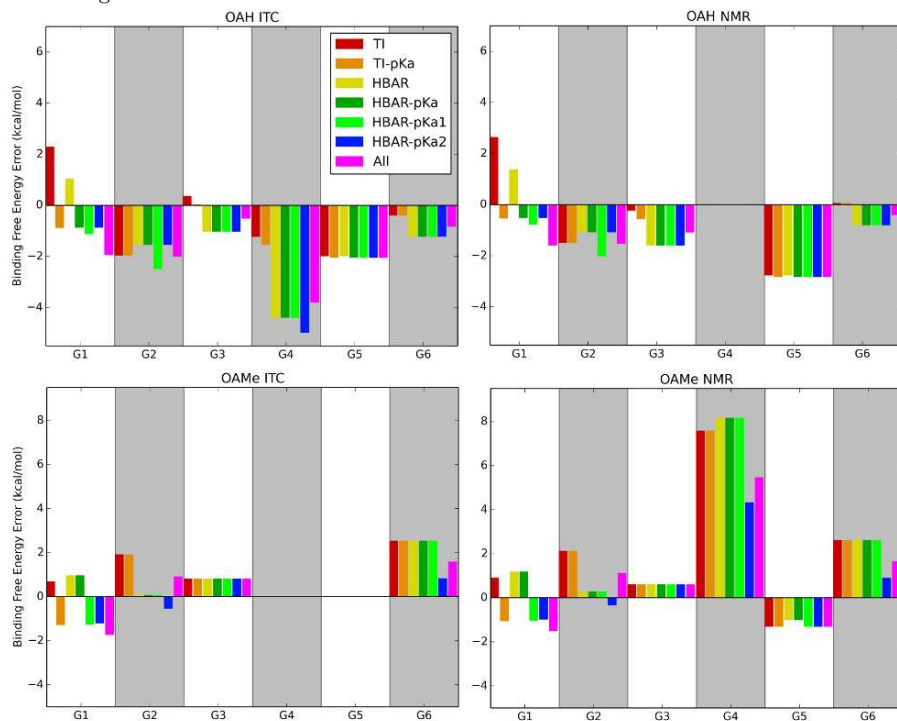 OAH ITC
Binding Free Energy Error (kcal/mol)
6
4
2
0
−2
−4
TI
TI-pKa
HBAR
HBAR-pKa
HBAR-pKa1
HBAR-pKa2
All
G1 G2 G3 G4 G5 G6
OAH NMR
6
4
2
0
−2
−4
G1 G2 G3 G4 G5 G6
OAMe ITC
Binding Free Energy Error (kcal/mol)
8
6
4
2
0
−2
−4
G1 G2 G3 G4 G5 G6
OAMe NMR
8
6
4
2
0
−2
−4
G1 G2 G3 G4 G5 G6